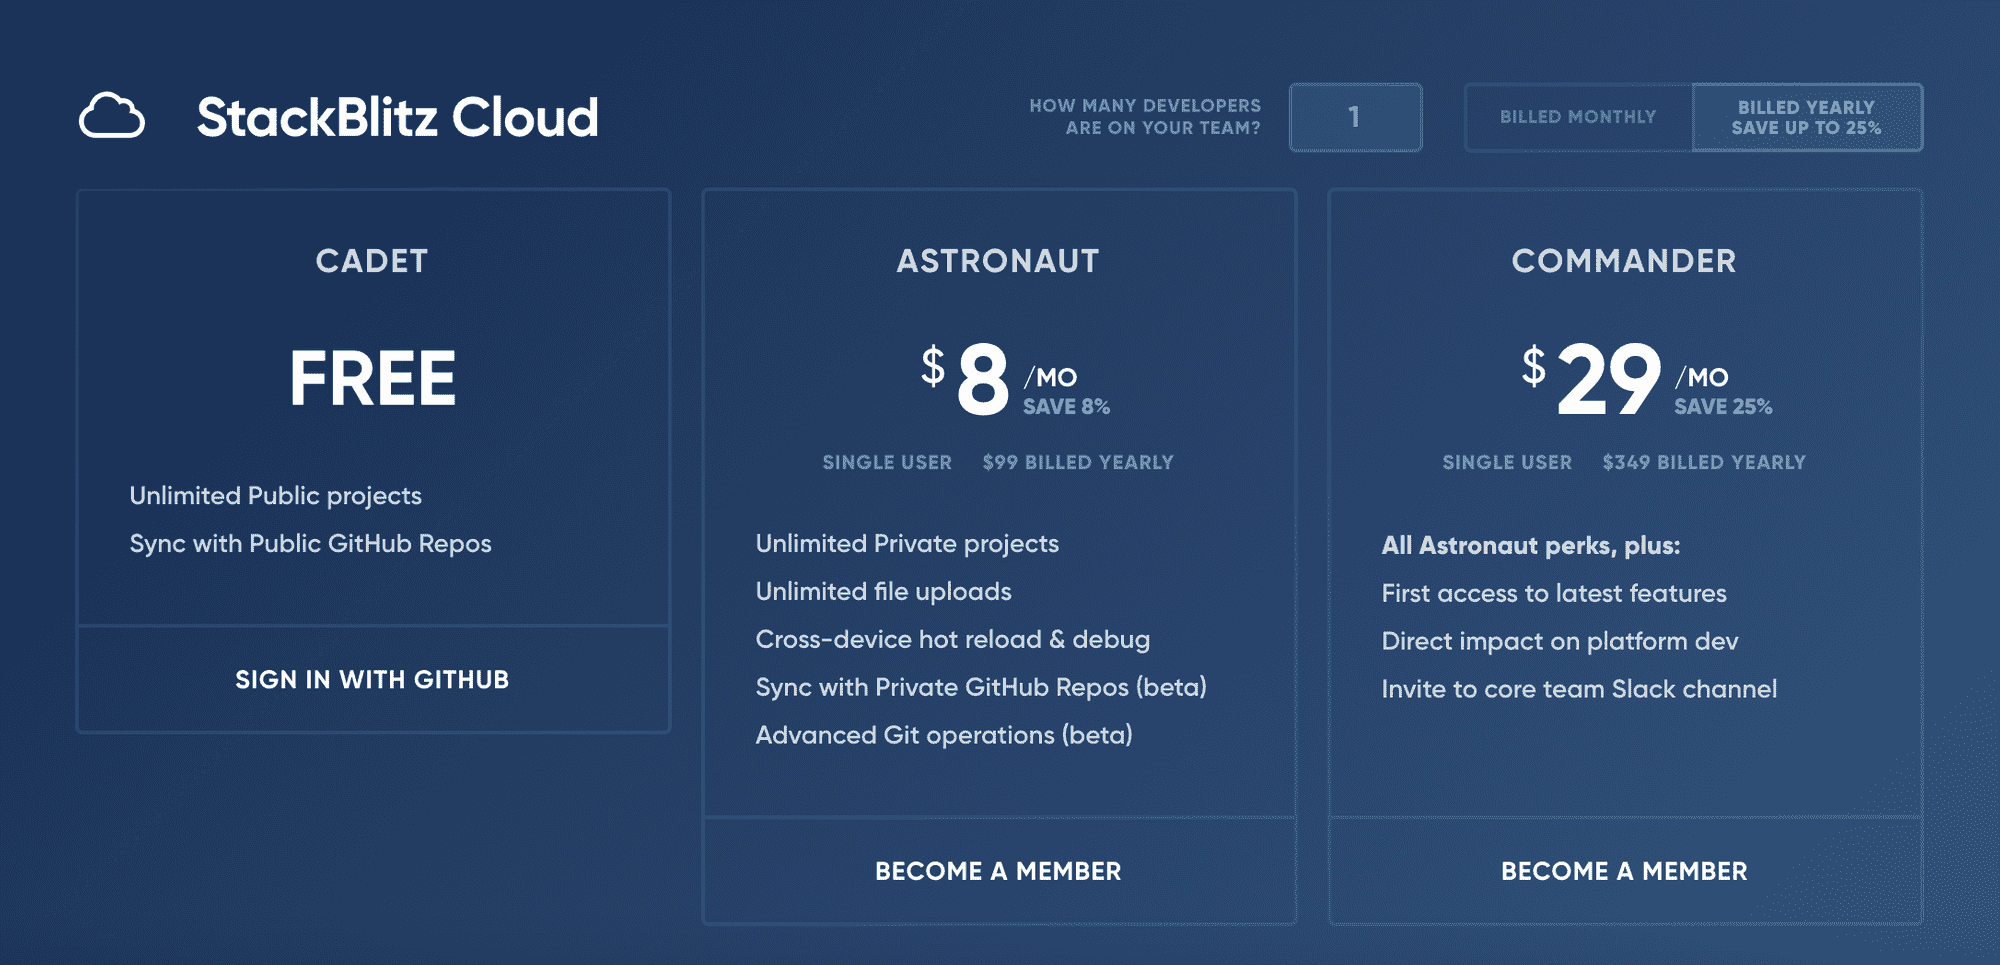 StackBlitz Cloud
HOW MANY DEVELOPERS
ARE ON YOUR TEAM?
1
BILLED MONTHLY
BILLED YEARLY
SAVE UP TO 25%
CADET
FREE
Unlimited Public projects
Sync with Public GitHub Repos
SIGN IN WITH GITHUB
ASTRONAUT
$8 /MO
SAVE 8%
SINGLE USER $99 BILLED YEARLY
Unlimited Private projects
Unlimited file uploads
Cross-device hot reload & debug
Sync with Private GitHub Repos (beta)
Advanced Git operations (beta)
BECOME A MEMBER
COMMANDER
$29 /MO
SAVE 25%
SINGLE USER $349 BILLED YEARLY
All Astronaut perks, plus:
First access to latest features
Direct impact on platform dev
Invite to core team Slack channel
BECOME A MEMBER